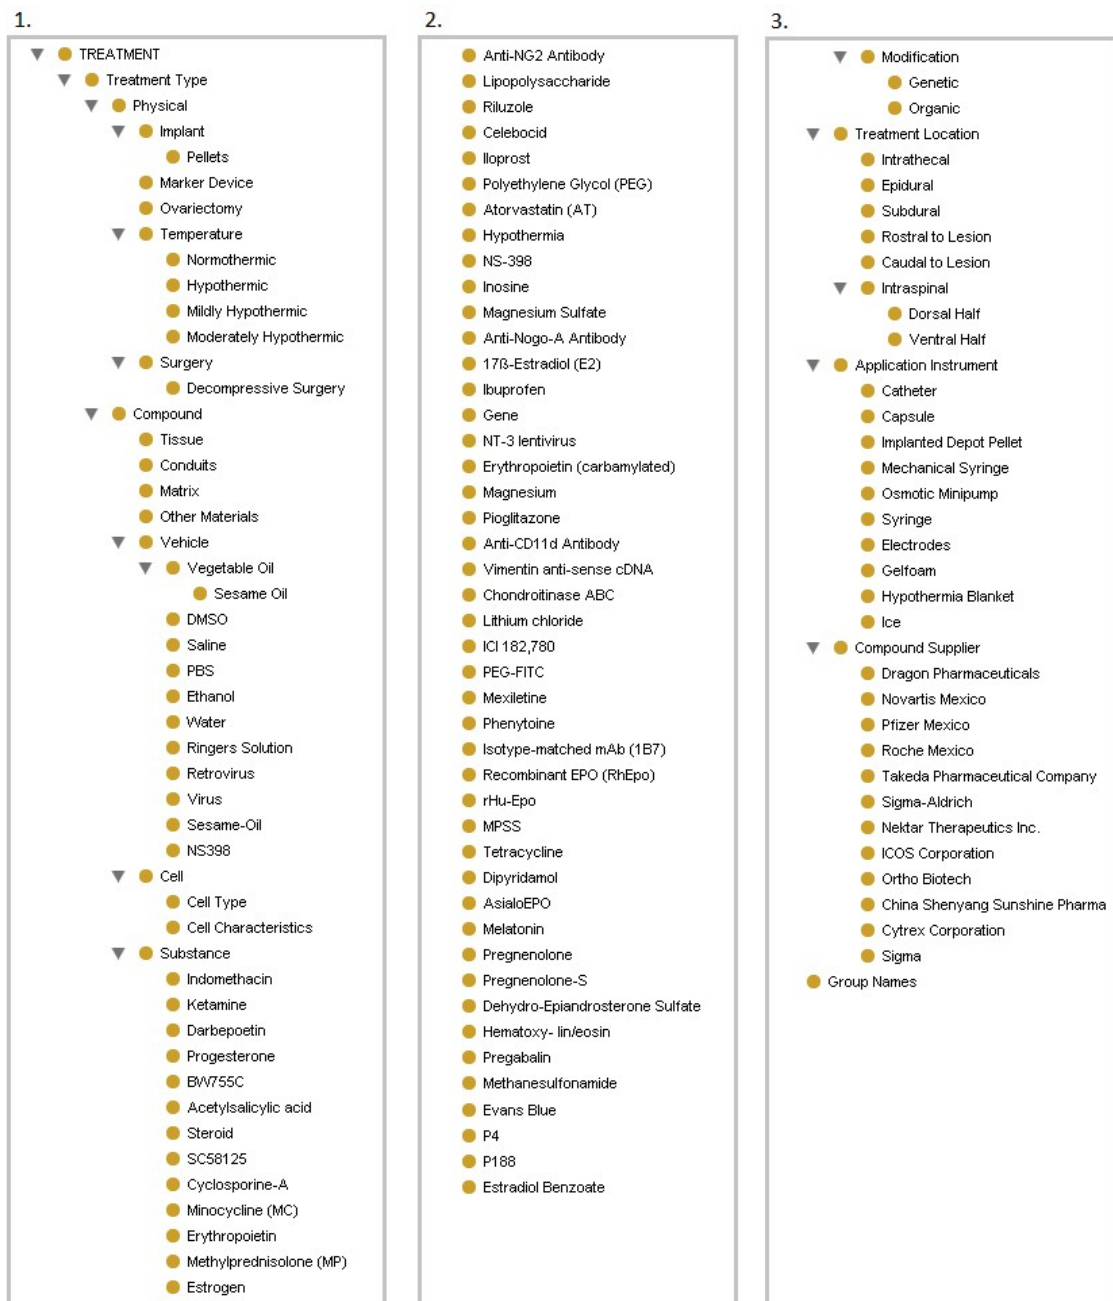 1.
TREATMENT
Treatment Type
Physical
Implant
Pellets
Marker Device
Ovariectomy
Temperature
Normothermic
Hypothermic
Mildly Hypothermic
Moderately Hypothermic
Surgery
Decompressive Surgery
Compound
Tissue
Conduits
Matrix
Other Materials
Vehicle
Vegetable Oil
Sesame Oil
DMSO
Saline
PBS
Ethanol
Water
Ringers Solution
Retrovirus
Virus
Sesame-Oil
NS398
Cell
Cell Type
Cell Characteristics
Substance
Indomethacin
Ketamine
Darbepoetin
Progesterone
BW755C
Acetylsalicylic acid
Steroid
SC58125
Cyclosporine-A
Minocycline (MC)
Erythropoietin
Methylprednisolone (MP)
Estrogen
2.
Anti-NG2 Antibody
Lipopolysaccharide
Riluzole
Celebocid
Iloprost
Polyethylene Glycol (PEG)
Atorvastatin (AT)
Hypothermia
NS-398
Inosine
Magnesium Sulfate
Anti-Nogo-A Antibody
17ß-Estradiol (E2)
Ibuprofen
Gene
NT-3 lentivirus
Erythropoietin (carbamylated)
Magnesium
Pioglitazone
Anti-CD11d Antibody
Vimentin anti-sense cDNA
Chondroitinase ABC
Lithium chloride
ICI 182,780
PEG-FITC
Mexiletine
Phenytoine
Isotype-matched mAb (1B7)
Recombinant EPO (RhEpo)
rHu-Epo
MPSS
Tetracycline
Dipyridamol
AsialoEPO
Melatonin
Pregnenolone
Pregnenolone-S
Dehydro-Epiandrosterone Sulfate
Hematoxy- lin/eosin
Pregabalin
Methanesulfonamide
Evans Blue
P4
P188
Estradiol Benzoate
3.
Modification
Genetic
Organic
Treatment Location
Intrathecal
Epidural
Subdural
Rostral to Lesion
Caudal to Lesion
Intraspinal
Dorsal Half
Ventral Half
Application Instrument
Catheter
Capsule
Implanted Depot Pellet
Mechanical Syringe
Osmotic Minipump
Syringe
Electrodes
Gelfoam
Hypothermia Blanket
Ice
Compound Supplier
Dragon Pharmaceuticals
Novartis Mexico
Pfizer Mexico
Roche Mexico
Takeda Pharmaceutical Company
Sigma-Aldrich
Nektar Therapeutics Inc.
ICOS Corporation
Ortho Biotech
China Shenyang Sunshine Pharma
Cytrex Corporation
Sigma
Group Names